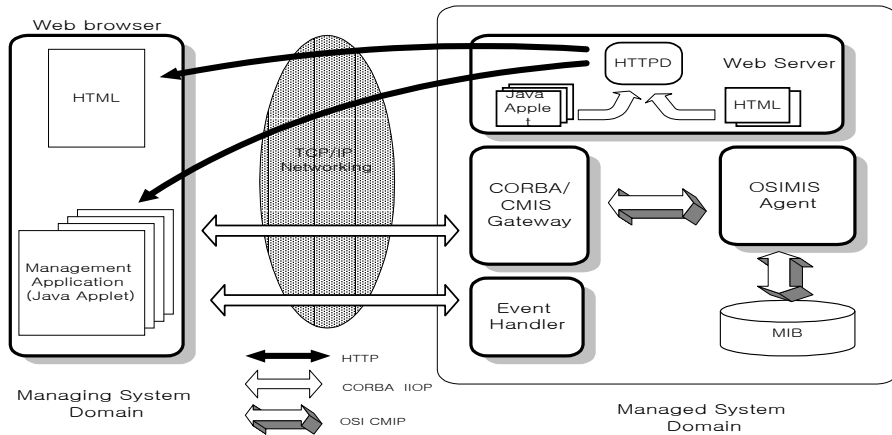 Web browser
HTML
HTTPD
Web Server
Java
Apple
t
HTML
TCP/IP
Networking
CORBA/
CMIS
Gateway
OSIMIS
Agent
Management
Application
(Java Applet)
Event
Handler
MIB
HTTP
CORBA IIOP
OSI CMIP
Managing System
Domain
Managed System
Domain